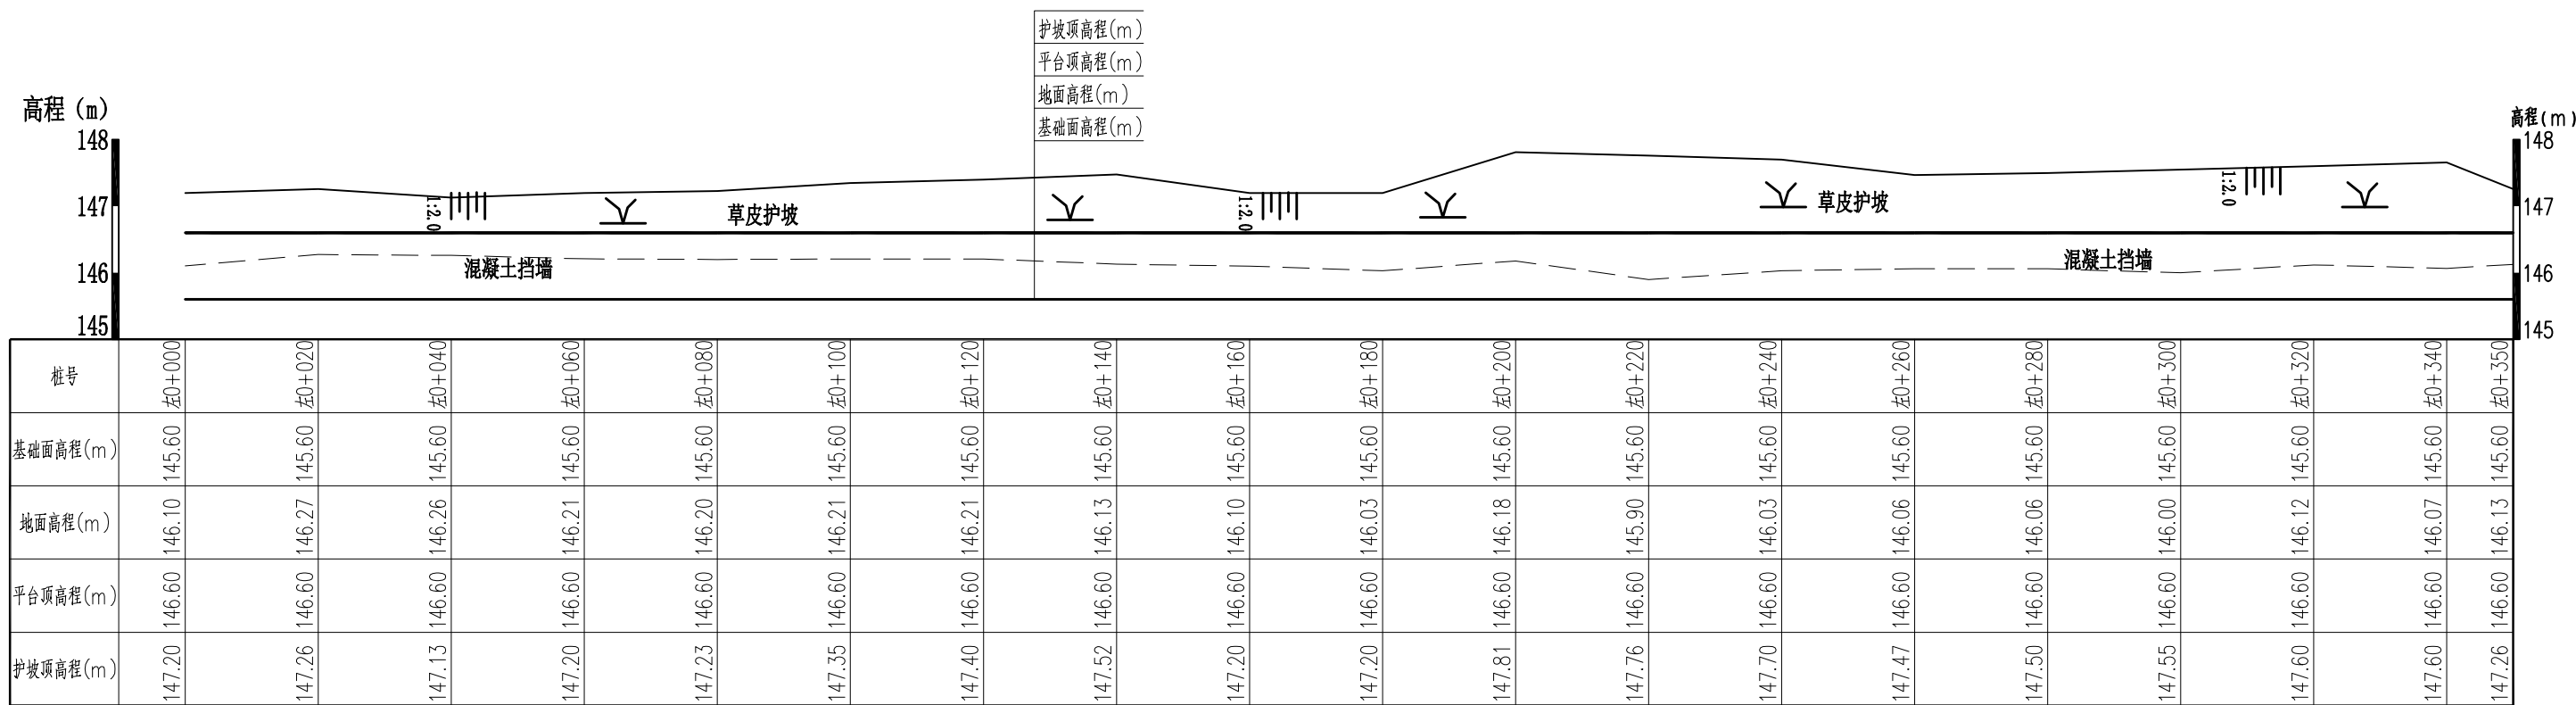 护坡顶高程(m)
平台顶高程(m)
地面高程(m)
基础面高程(m)
高程 (m)
148
147
146
145
高程(m)
148
147
146
145
1:2.0
草皮护坡
1:2.0
草皮护坡
1:2.0
混凝土挡墙
混凝土挡墙
桩号 左0+000 左0+020 左0+040 左0+060 左0+080 左0+100 左0+120 左0+140 左0+160 左0+180 左0+200 左0+220 左0+240 左0+260 左0+280 左0+300 左0+320 左0+340 左0+350
基础面高程(m) 145.60 145.60 145.60 145.60 145.60 145.60 145.60 145.60 145.60 145.60 145.60 145.60 145.60 145.60 145.60 145.60 145.60 145.60 145.60
地面高程(m) 146.10 146.27 146.26 146.21 146.20 146.21 146.21 146.13 146.10 146.03 146.18 145.90 146.03 146.06 146.06 146.00 146.12 146.07 146.13
平台顶高程(m) 146.60 146.60 146.60 146.60 146.60 146.60 146.60 146.60 146.60 146.60 146.60 146.60 146.60 146.60 146.60 146.60 146.60 146.60 146.60
护坡顶高程(m) 147.20 147.26 147.13 147.20 147.23 147.35 147.40 147.52 147.20 147.20 147.81 147.76 147.70 147.47 147.50 147.55 147.60 147.60 147.26